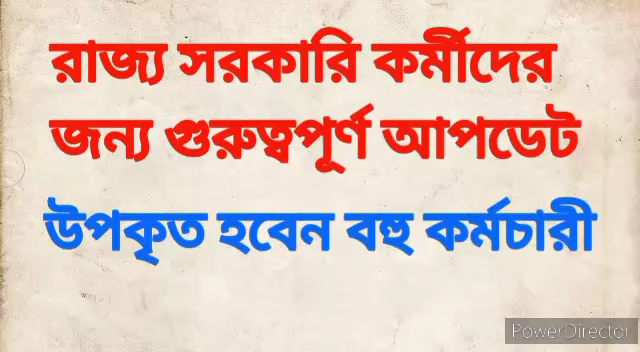 রাজ্য সরকারি কর্মীদের
জন্য গুরুত্বপূর্ণ আপডেট
উপকৃত হবেন বহু কর্মচারী
PowerDirector